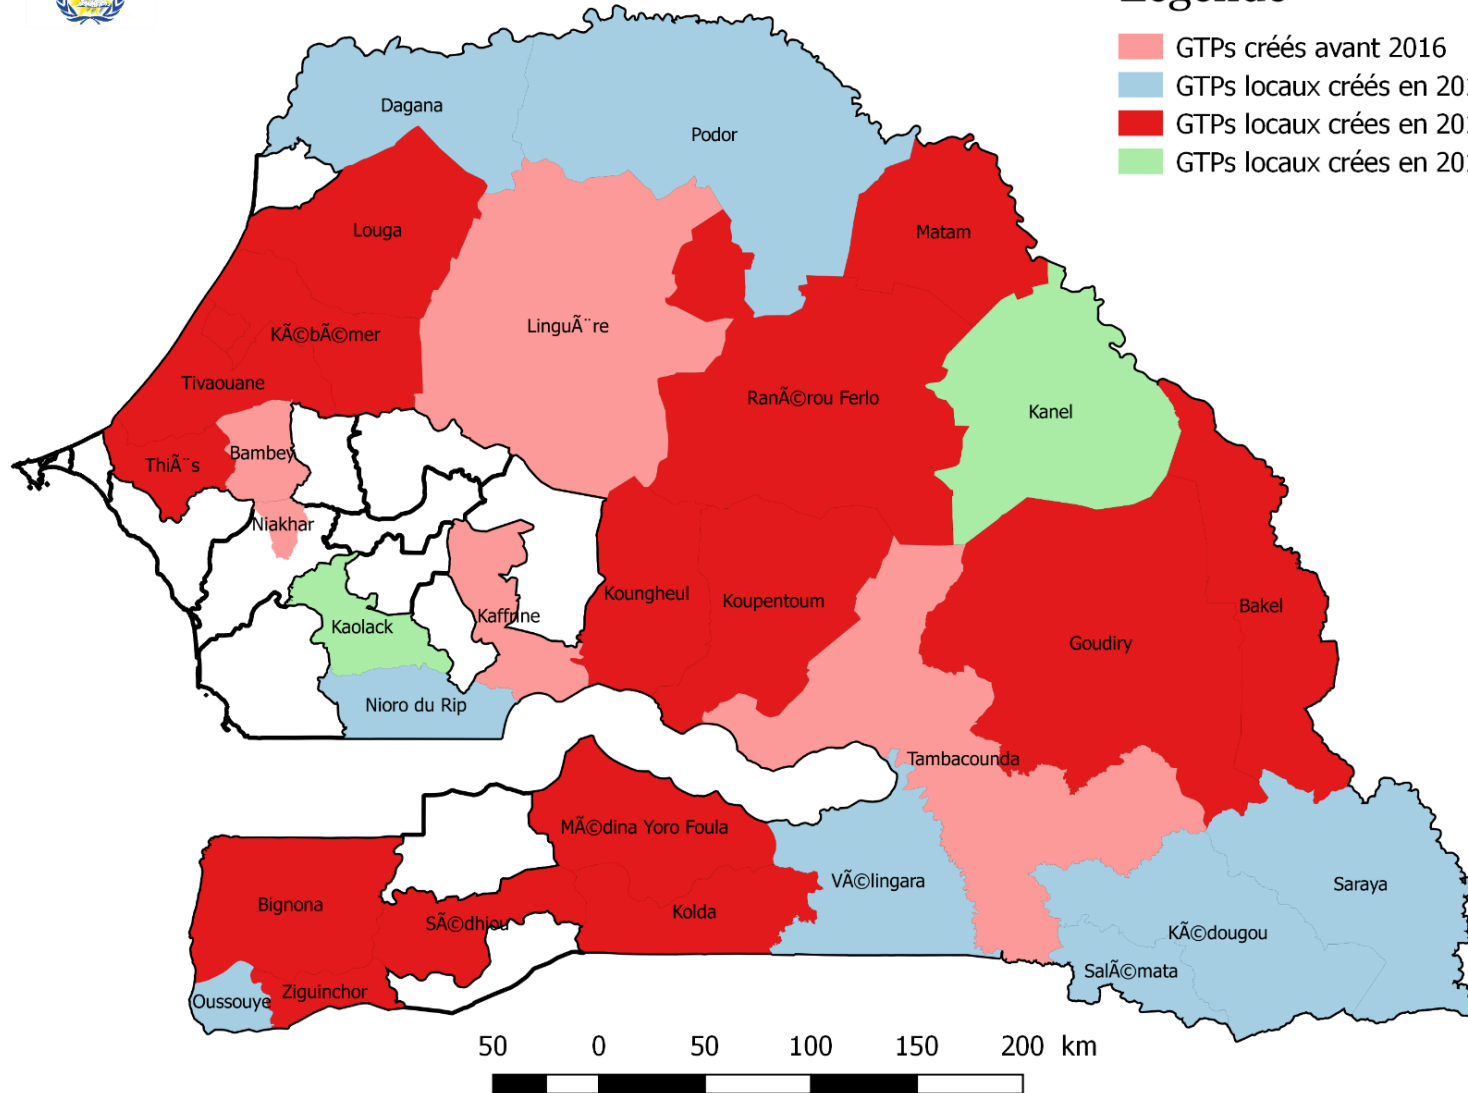 GTPs créés avant 2016
GTPs locaux créés en
GTPs locaux crées en
GTPs locaux crées en
Dagana
Podor
Louga
Matam
LinguÃ¨re
KÃ©bÃ©mer
Tivaouane
RanÃ©rou Ferlo
Kanel
Bambey
ThiÃ¨s
Niakhar
Koungheul
Koupentoum
Bakel
Kaffrine
Kaolack
Goudiry
Nioro du Rip
Tambacounda
MÃ©dina Yoro Foula
VÃ©lingara
Saraya
Bignona
Kolda
SÃ©dhiou
KÃ©dougou
SalÃ©mata
Ziguinchor
Oussouye
50 0 50 100 150 200 km